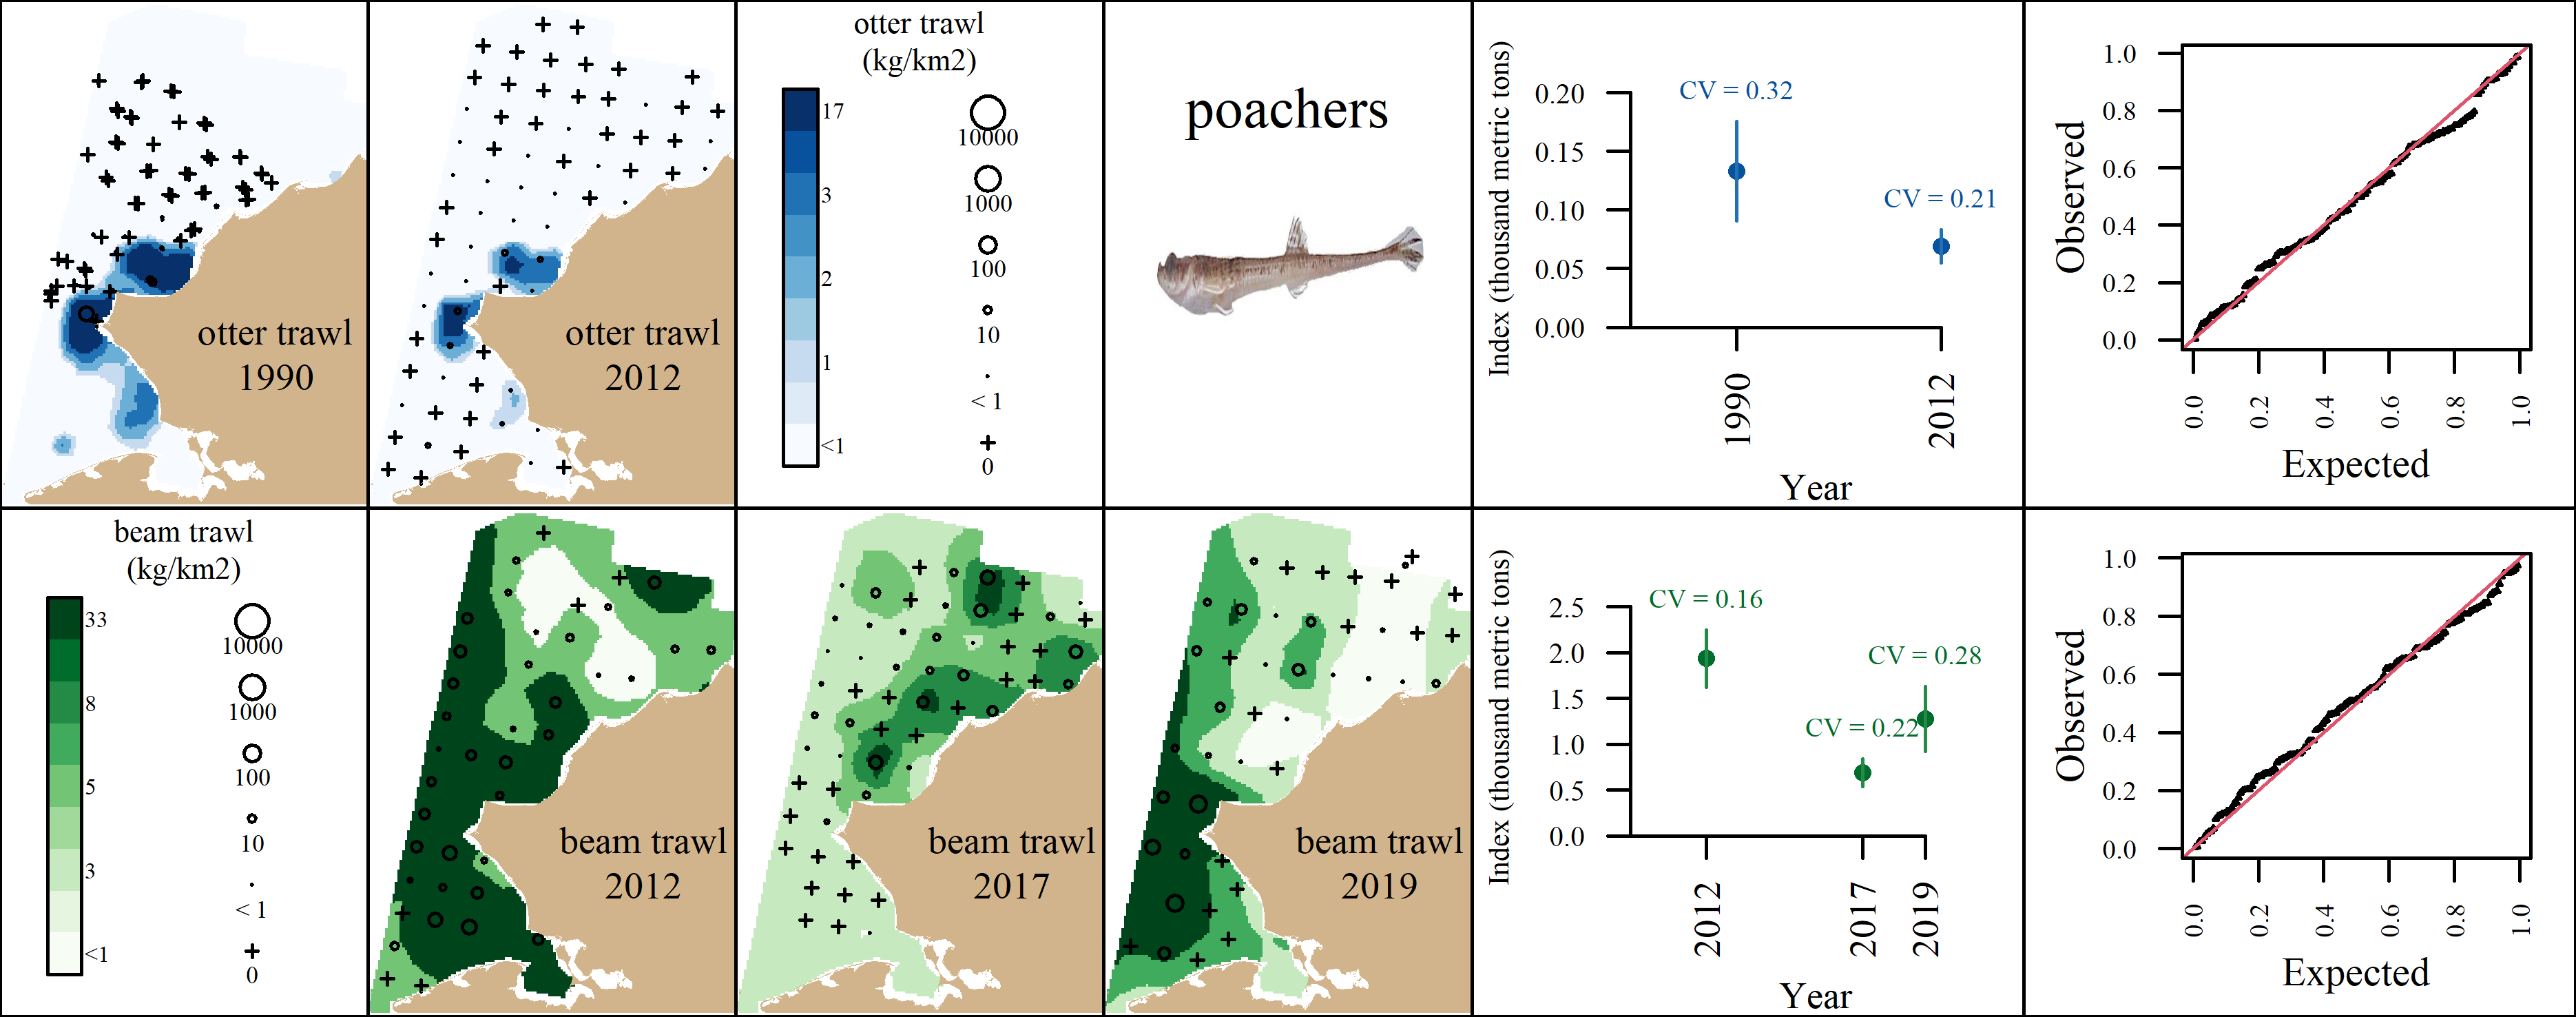 otter trawl
1990
otter trawl
2012
otter trawl
(kg/km2)
17
3
2
1
<1
10000
1000
100
10
< 1
0
poachers
Index (thousand metric tons)
0.20
0.15
0.10
0.05
0.00
CV = 0.32
CV = 0.21
1990
2012
Year
Observed
1.0
0.8
0.6
0.4
0.2
0.0
0.0
0.2
0.4
0.6
0.8
1.0
Expected
beam trawl
(kg/km2)
33
8
5
3
<1
10000
1000
100
10
< 1
0
beam trawl
2012
beam trawl
2017
beam trawl
2019
Index (thousand metric tons)
2.5
2.0
1.5
1.0
0.5
0.0
CV = 0.16
CV = 0.22
CV = 0.28
2012
2017
2019
Year
Observed
1.0
0.8
0.6
0.4
0.2
0.0
0.0
0.2
0.4
0.6
0.8
1.0
Expected